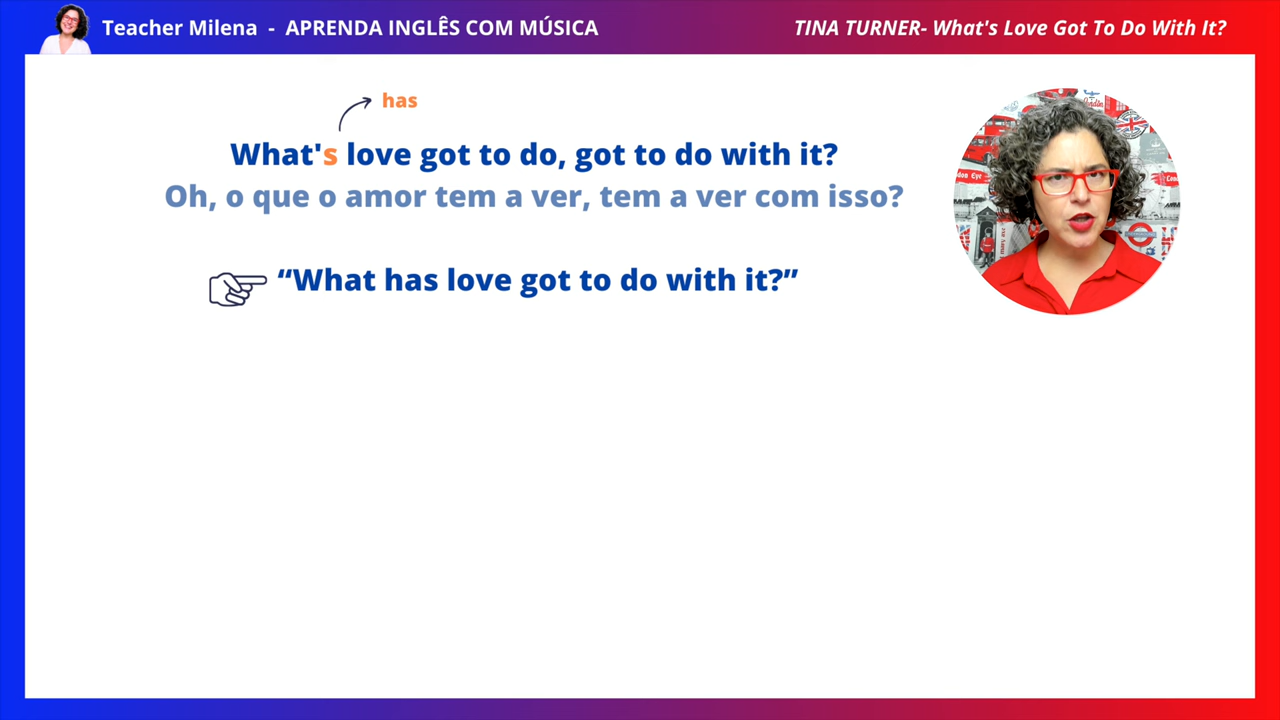 Teacher Milena - APRENDA INGLÊS COM MÚSICA
TINA TURNER- What's Love Got To Do With It?
has
What's love got to do, got to do with it?
Oh, o que o amor tem a ver, tem a ver com isso?
“What has love got to do with it?”